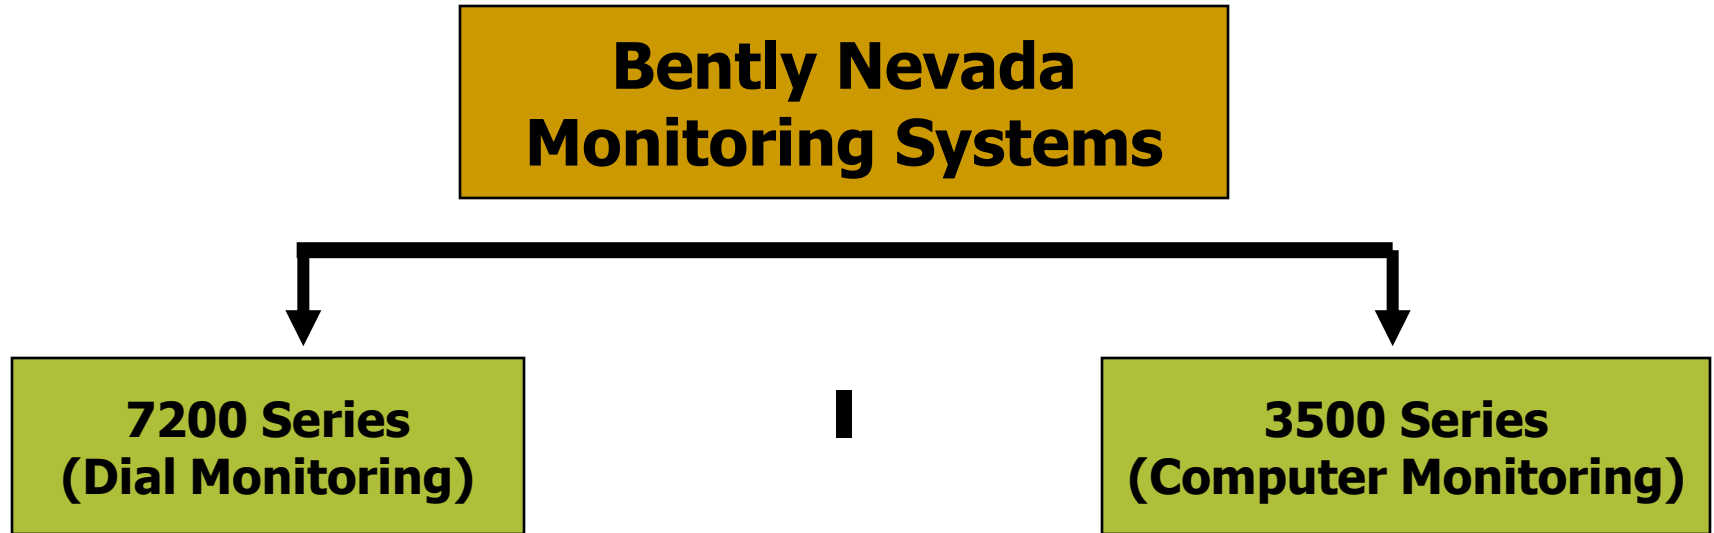 Bently Nevada
Monitoring Systems
7200 Series
(Dial Monitoring)
3500 Series
(Computer Monitoring)